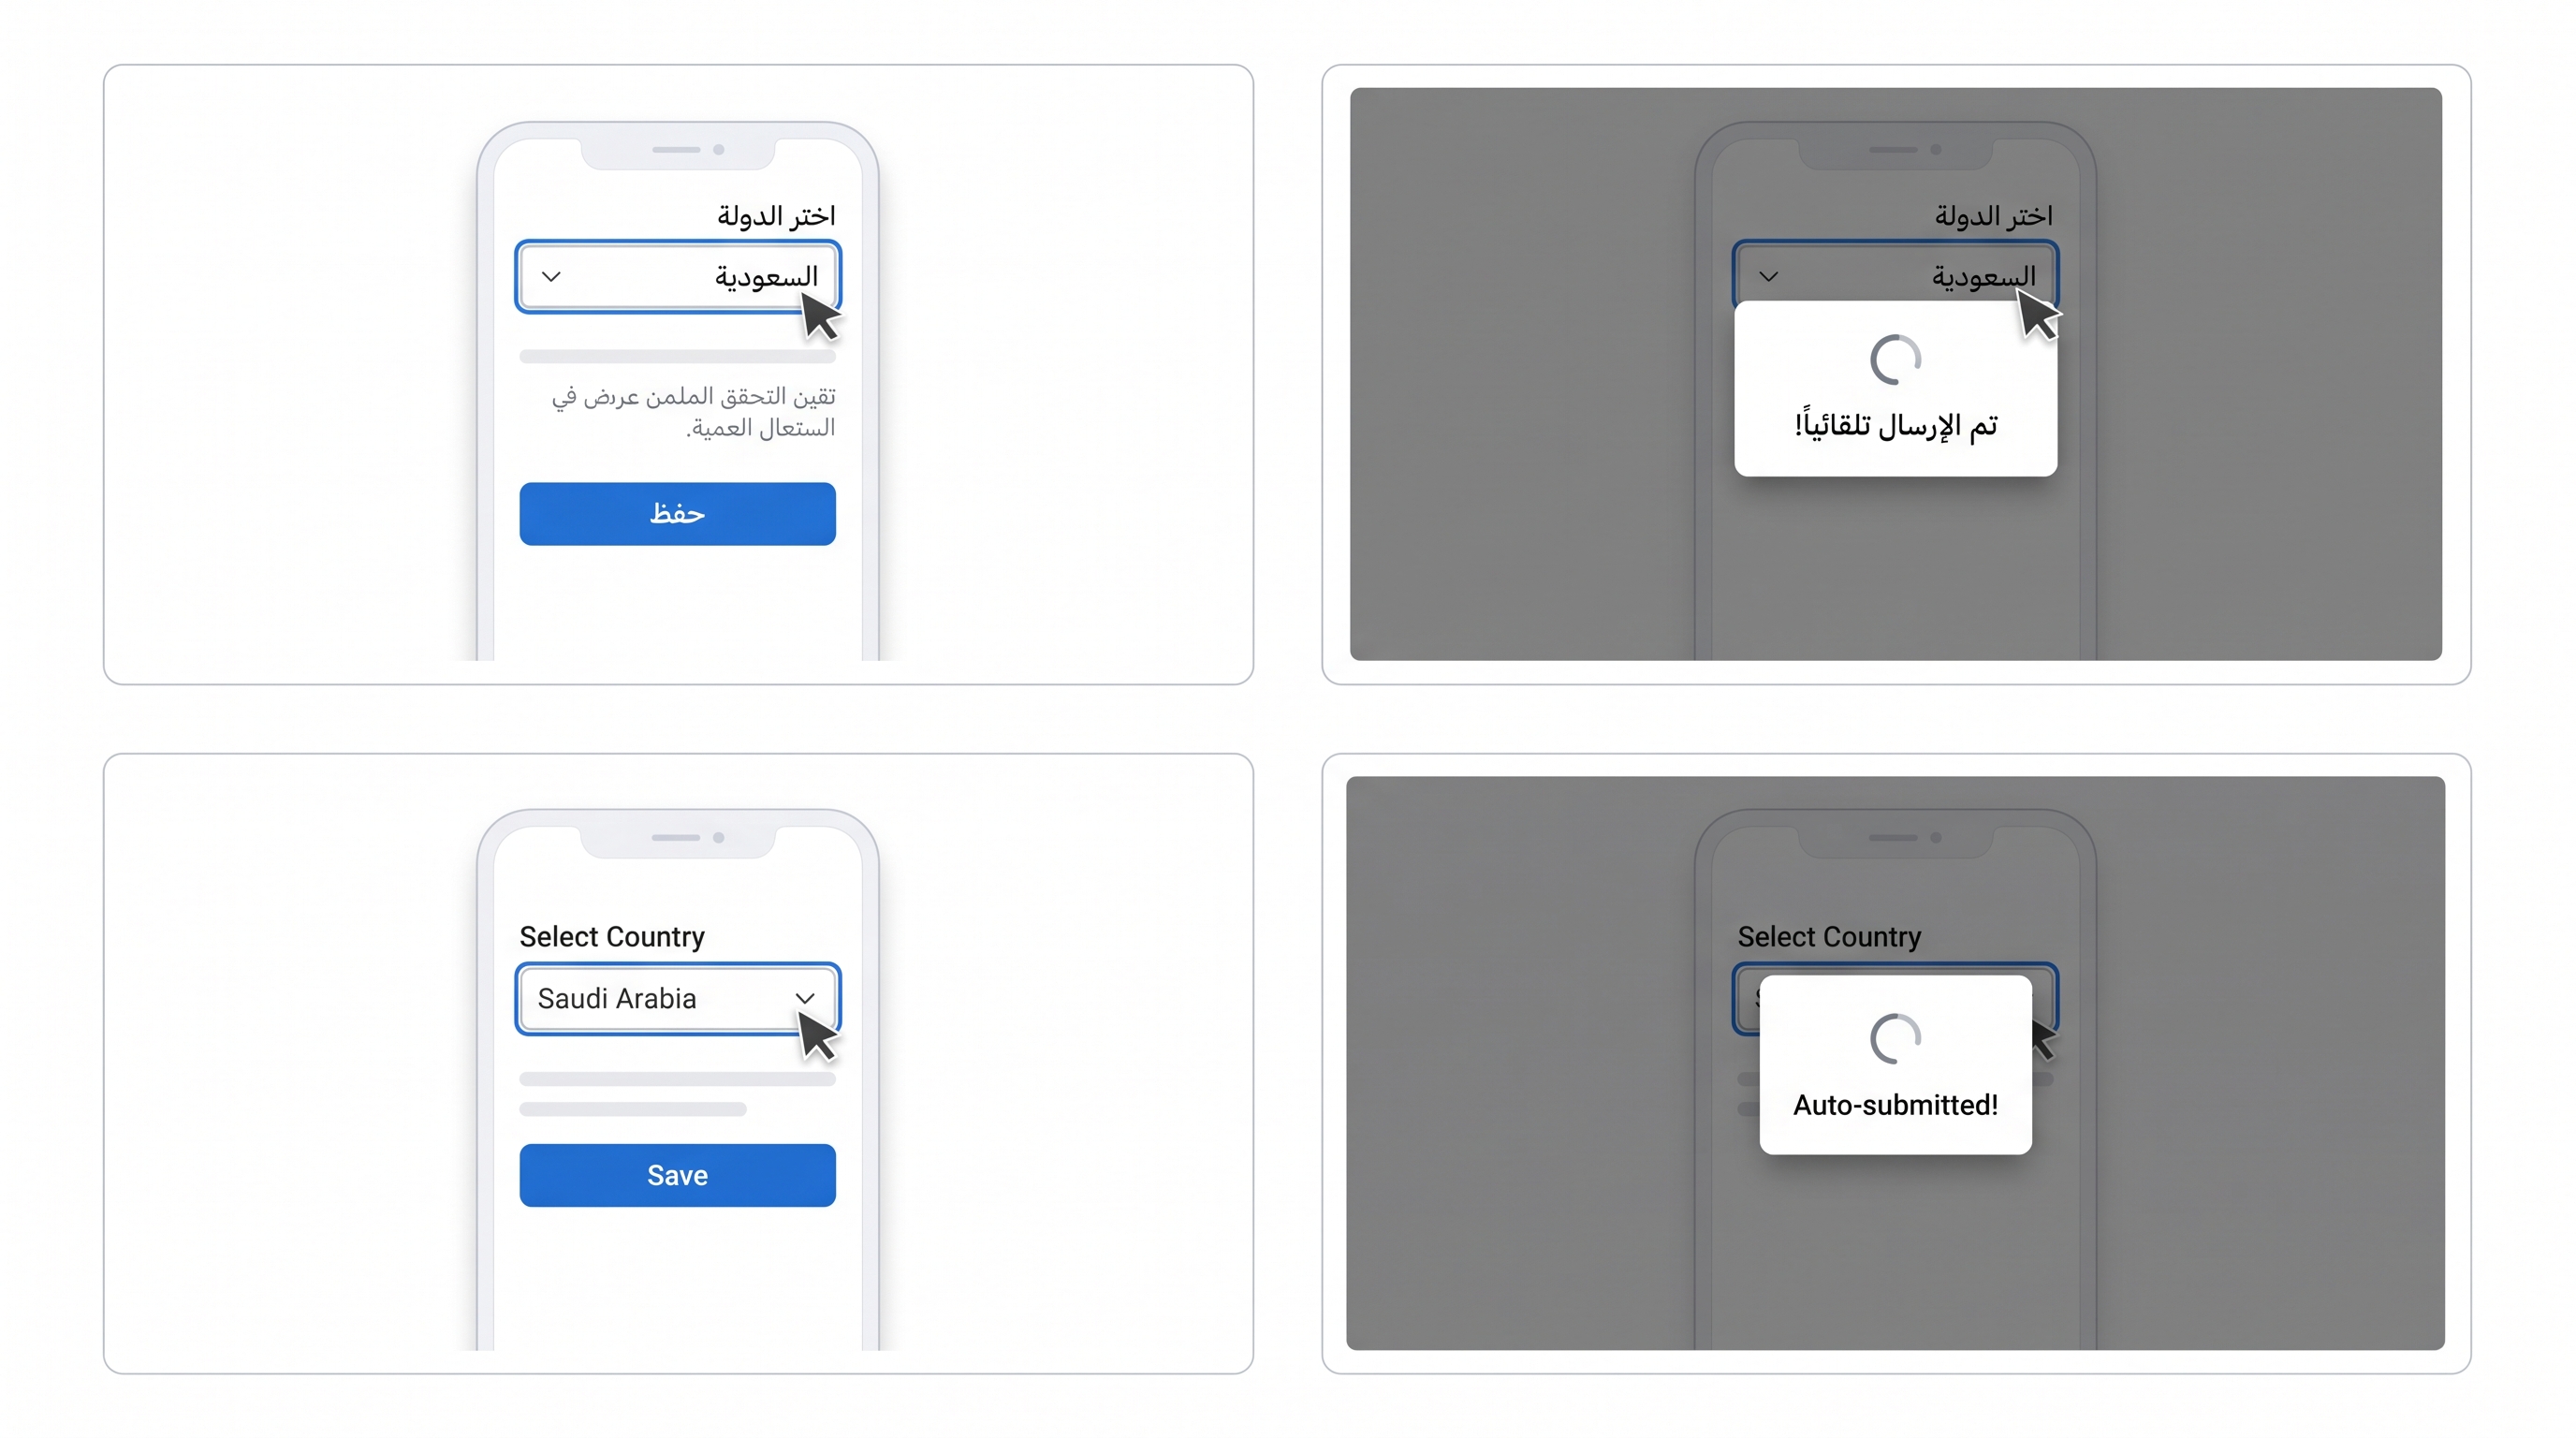 اختر الدولة
السعودية
تقين التحقق الملمن عرض في
الستعال العمية.
حفظ
اختر الدولة
السعودية
تم الإرسال تلقائياً!
Select Country
Saudi Arabia
Save
Select Country
Auto-submitted!